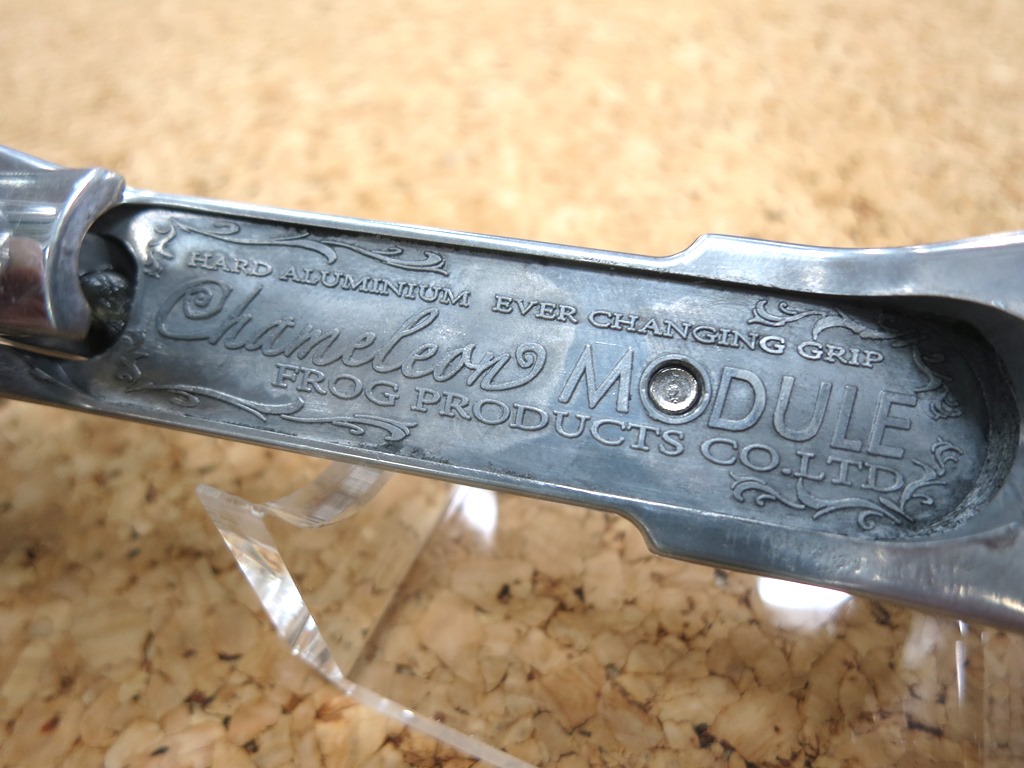 HARD ALUMINIUM EVER CHANGING GRIP
Chameleon MODULE
FROG PRODUCTS CO.LTD